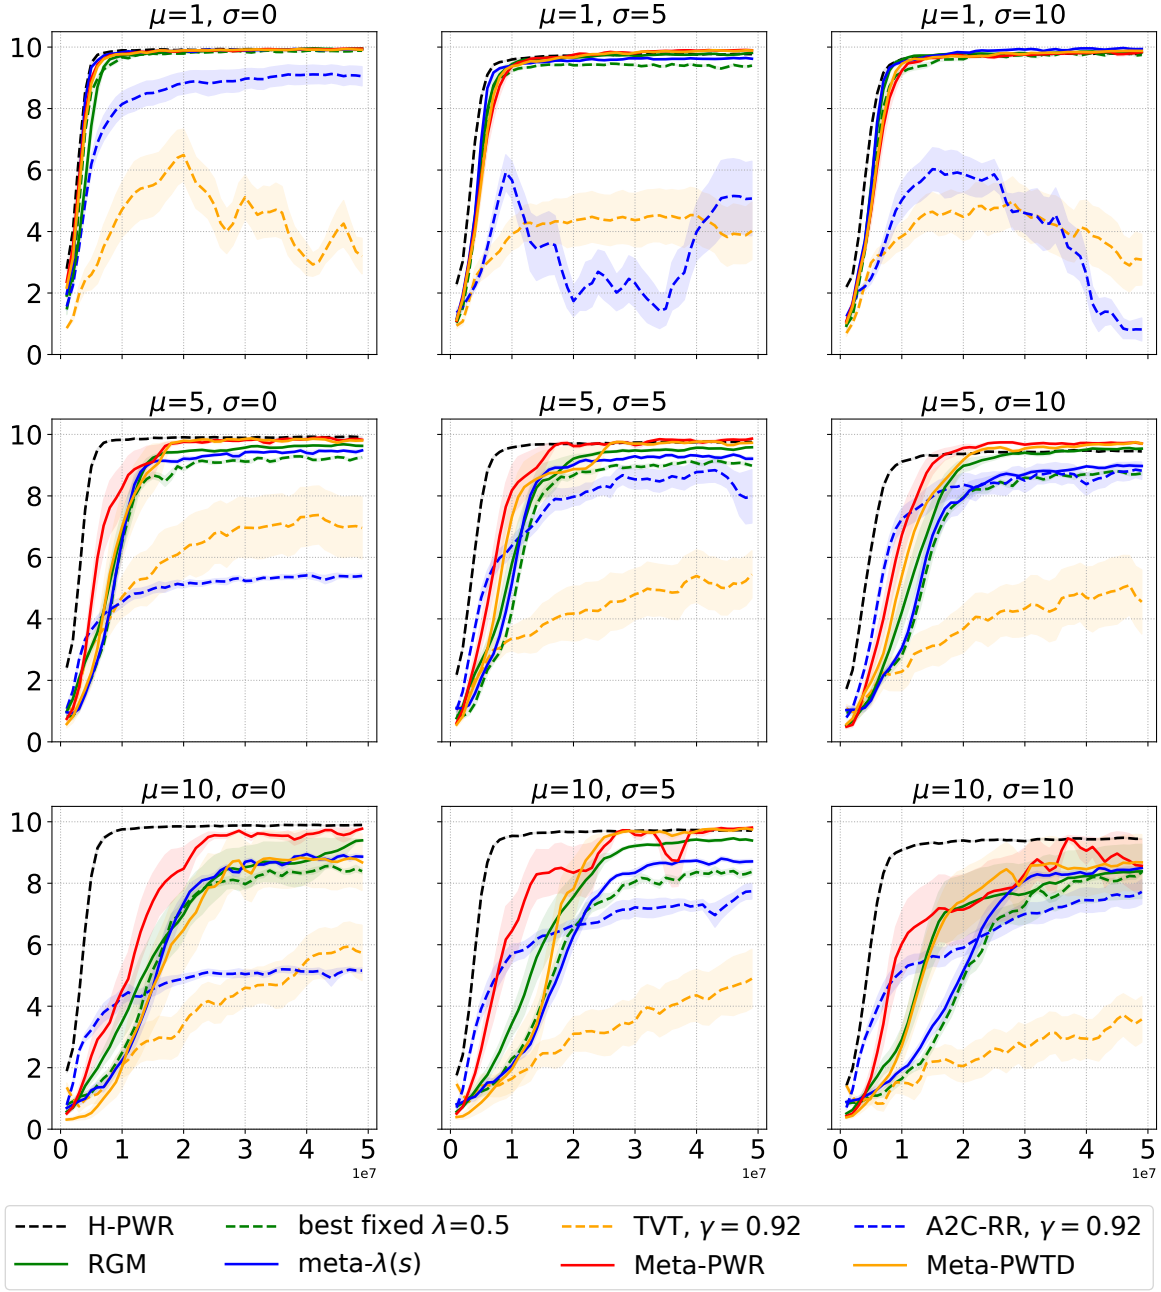 μ=1, σ=0
μ=1, σ=5
μ=1, σ=10
10
8
6
4
2
0
μ=5, σ=0
μ=5, σ=5
μ=5, σ=10
10
8
6
4
2
0
μ=10, σ=0
μ=10, σ=5
μ=10, σ=10
10
8
6
4
2
0
0 1 2 3 4 5
1e7
0 1 2 3 4 5
1e7
0 1 2 3 4 5
1e7
H-PWR
best fixed λ=0.5
TVT, γ = 0.92
A2C-RR, γ = 0.92
RGM
meta-λ(s)
Meta-PWR
Meta-PWTD